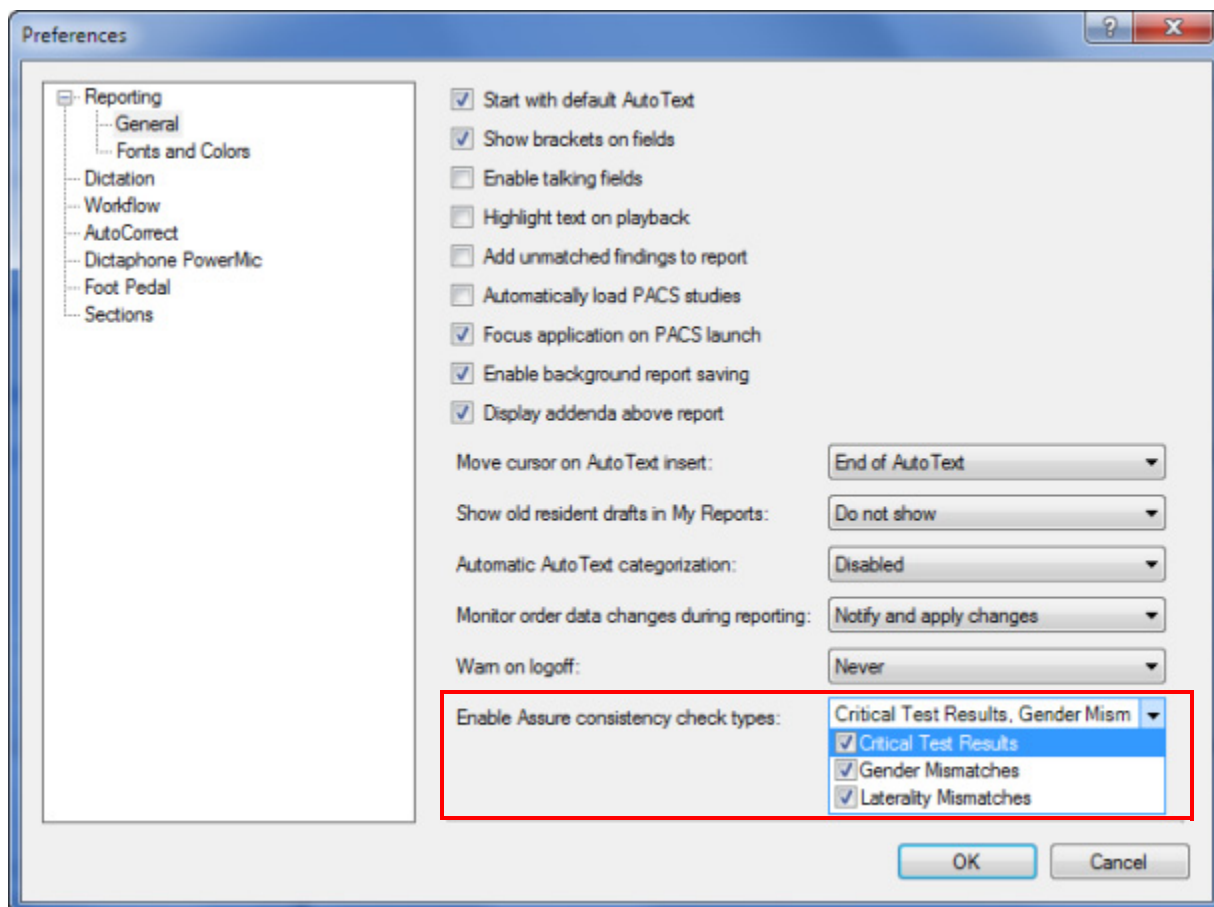 Preferences
Reporting
General
Fonts and Colors
Dictation
Workflow
AutoCorrect
Dictaphone PowerMic
Foot Pedal
Sections
Start with default AutoText
Show brackets on fields
Enable talking fields
Highlight text on playback
Add unmatched findings to report
Automatically load PACS studies
Focus application on PACS launch
Enable background report saving
Display addenda above report
Move cursor on AutoText insert: End of AutoText
Show old resident drafts in My Reports: Do not show
Automatic AutoText categorization: Disabled
Monitor order data changes during reporting: Notify and apply changes
Warn on logoff: Never
Enable Assure consistency check types: Critical Test Results, Gender Mism
Critical Test Results
Gender Mismatches
Laterality Mismatches
OK Cancel